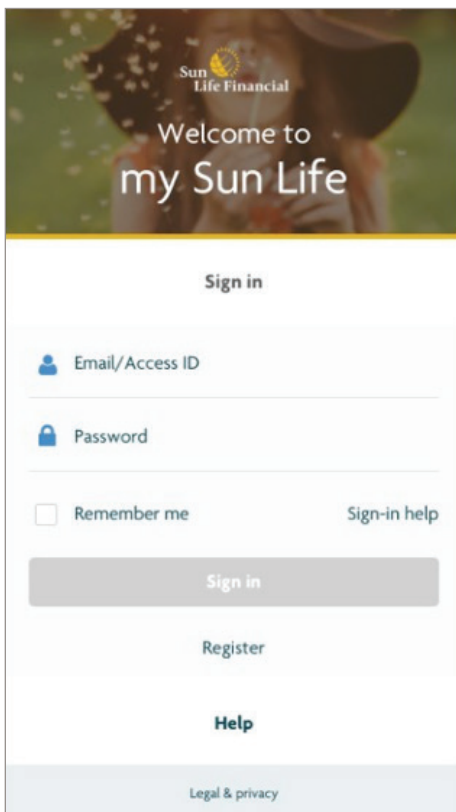 Sun
Life Financial
Welcome to
my Sun Life
Sign in
Email/Access ID
Password
Remember me
Sign-in help
Sign in
Register
Help
Legal & privacy